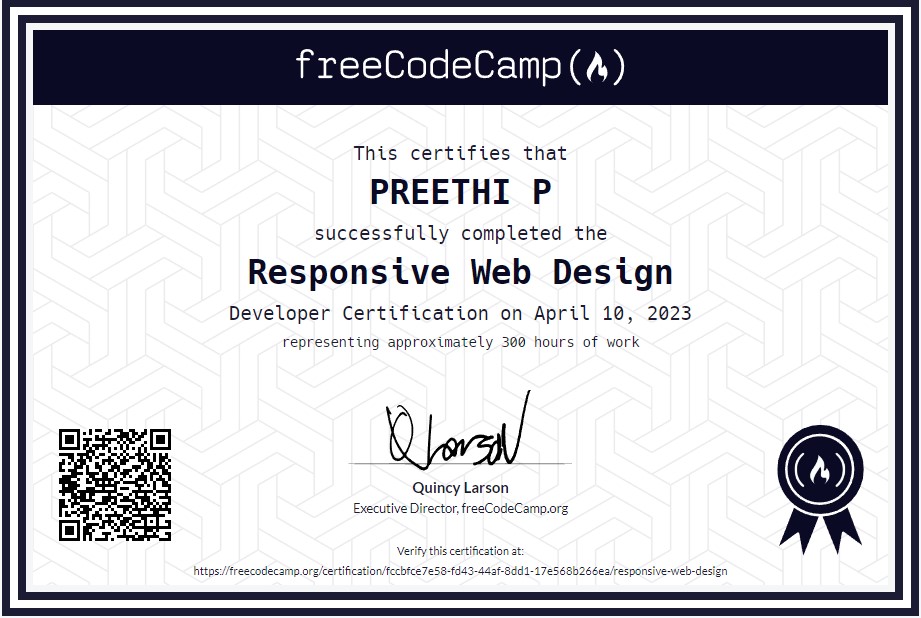 freeCodeCamp
This certifies that
PREETHI P
successfully completed the
Responsive Web Design
Developer Certification on April 10, 2023
representing approximately 300 hours of work
Quincy Larson
Executive Director, freeCodeCamp.org
Verify this certification at:
https://freecodecamp.org/certification/fccbfce7e58-fd43-44af-8dd1-17e568b266ea/responsive-web-design